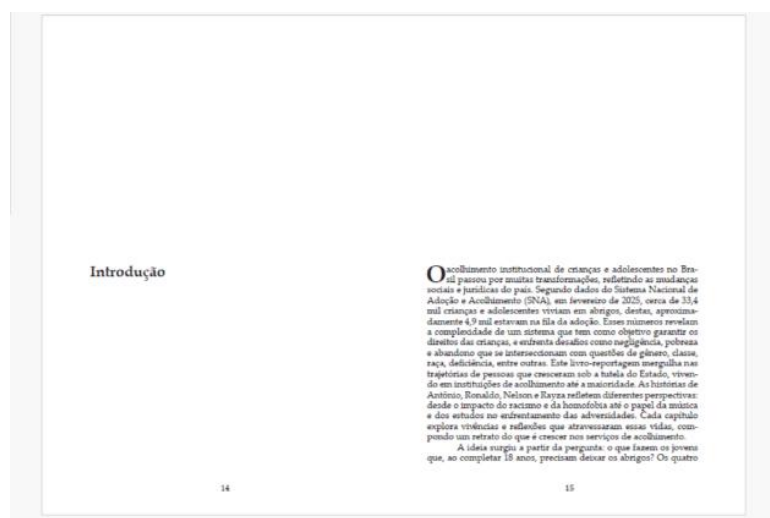 Introdução
14
O acolhimento institucional de crianças e adolescentes no Bra-
sil passou por muitas transformações, refletindo as mudanças
sociais e jurídicas do país. Segundo dados do Sistema Nacional de
Adoção e Acolhimento (SNA), em fevereiro de 2025, cerca de 33,4
mil crianças e adolescentes viviam em abrigos, destas, aproxima-
damente 4,9 mil estavam na fila da adoção. Esses números revelam
a complexidade de um sistema que tem como objetivo garantir os
direitos das crianças, e enfrenta desafios como negligência, pobreza
e abandono que se interseccionam com questões de gênero, classe,
raça, deficiência, entre outras. Este livro-reportagem mergulha nas
trajetórias de pessoas que cresceram sob a tutela do Estado, viven-
do em instituições de acolhimento até a maioridade. As histórias de
Antônio, Ronaldo, Nelson e Rayza refletem diferentes perspectivas:
desde o impacto do racismo e da homofobia até o papel da música
e dos estudos no enfrentamento das adversidades. Cada capítulo
explora vivências e reflexões que atravessaram essas vidas, com-
pondo um retrato do que é crescer nos serviços de acolhimento.
A ideia surgiu a partir da pergunta: o que fazem os jovens
que, ao completar 18 anos, precisam deixar os abrigos? Os quatro
15